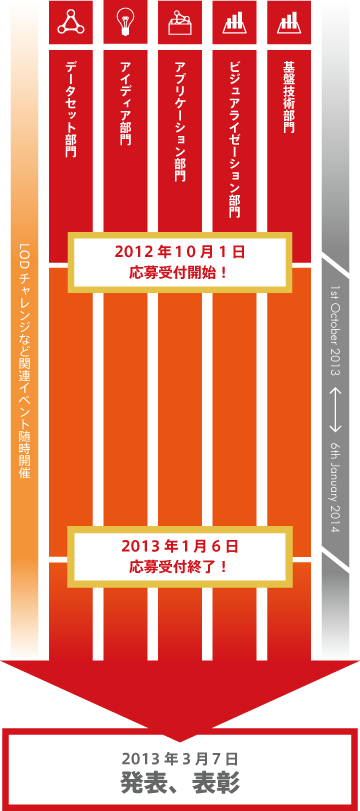 データセット部門
アイディア部門
アプリケーション部門
ビジュアライゼーション部門
基盤技術部門
2012年10月1日
応募受付開始！
LODチャレンジなど関連イベント随時開催
1st October 2013
6th January 2014
2013年1月6日
応募受付終了！
2013年3月7日
発表、表彰